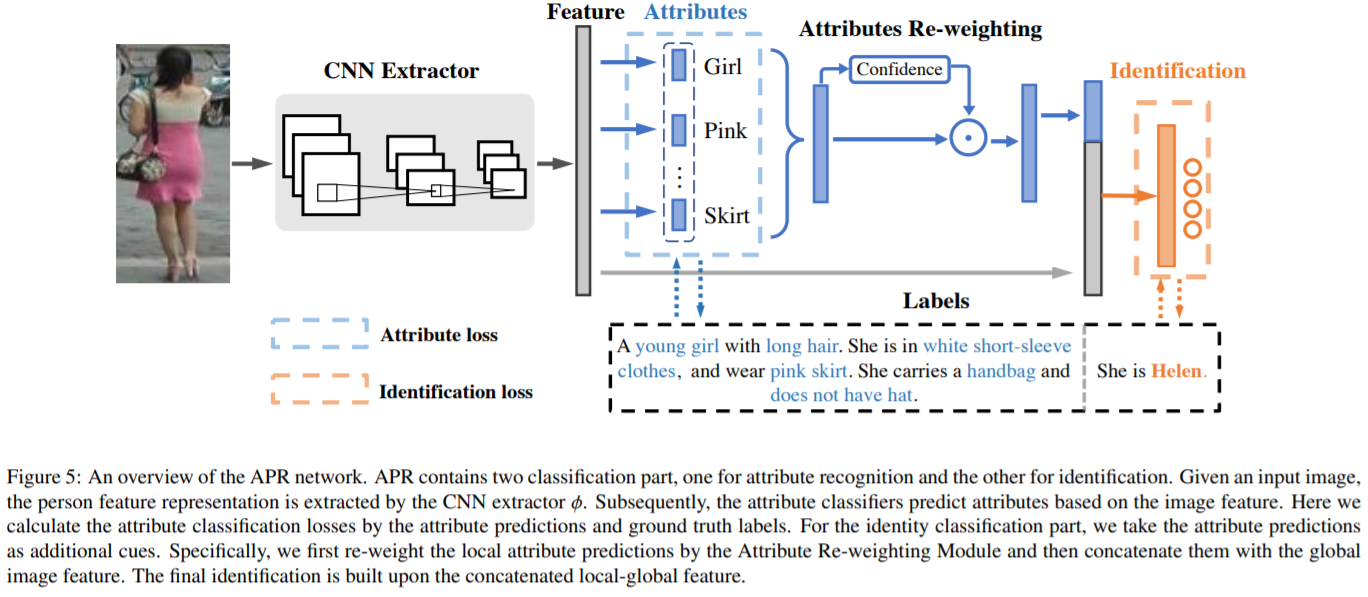 Feature Attributes
Attributes Re-weighting
CNN Extractor
Girl
Confidence
Identification
Pink
⋮
Skirt
Labels
Attribute loss
Identification loss
A young girl with long hair. She is in white short-sleeve
clothes, and wear pink skirt. She carries a handbag and
does not have hat.
She is Helen.
Figure 5: An overview of the APR network. APR contains two classification part, one for attribute recognition and the other for identification. Given an input image,
the person feature representation is extracted by the CNN extractor ϕ. Subsequently, the attribute classifiers predict attributes based on the image feature. Here we
calculate the attribute classification losses by the attribute predictions and ground truth labels. For the identity classification part, we take the attribute predictions
as additional cues. Specifically, we first re-weight the local attribute predictions by the Attribute Re-weighting Module and then concatenate them with the global
image feature. The final identification is built upon the concatenated local-global feature.